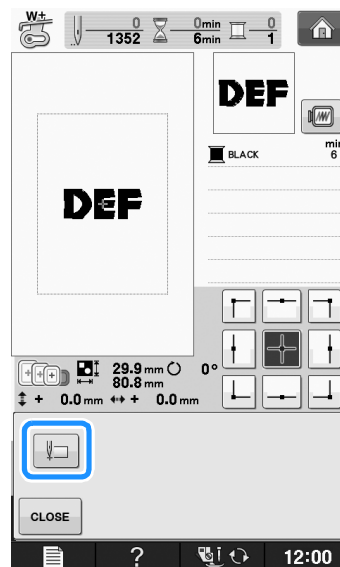 W±
0 0min 0
1352 6min 1
DEF
min
BLACK 6
DEF
29.9 mm 0°
80.8 mm
+ 0.0 mm + 0.0 mm
CLOSE
? 12:00